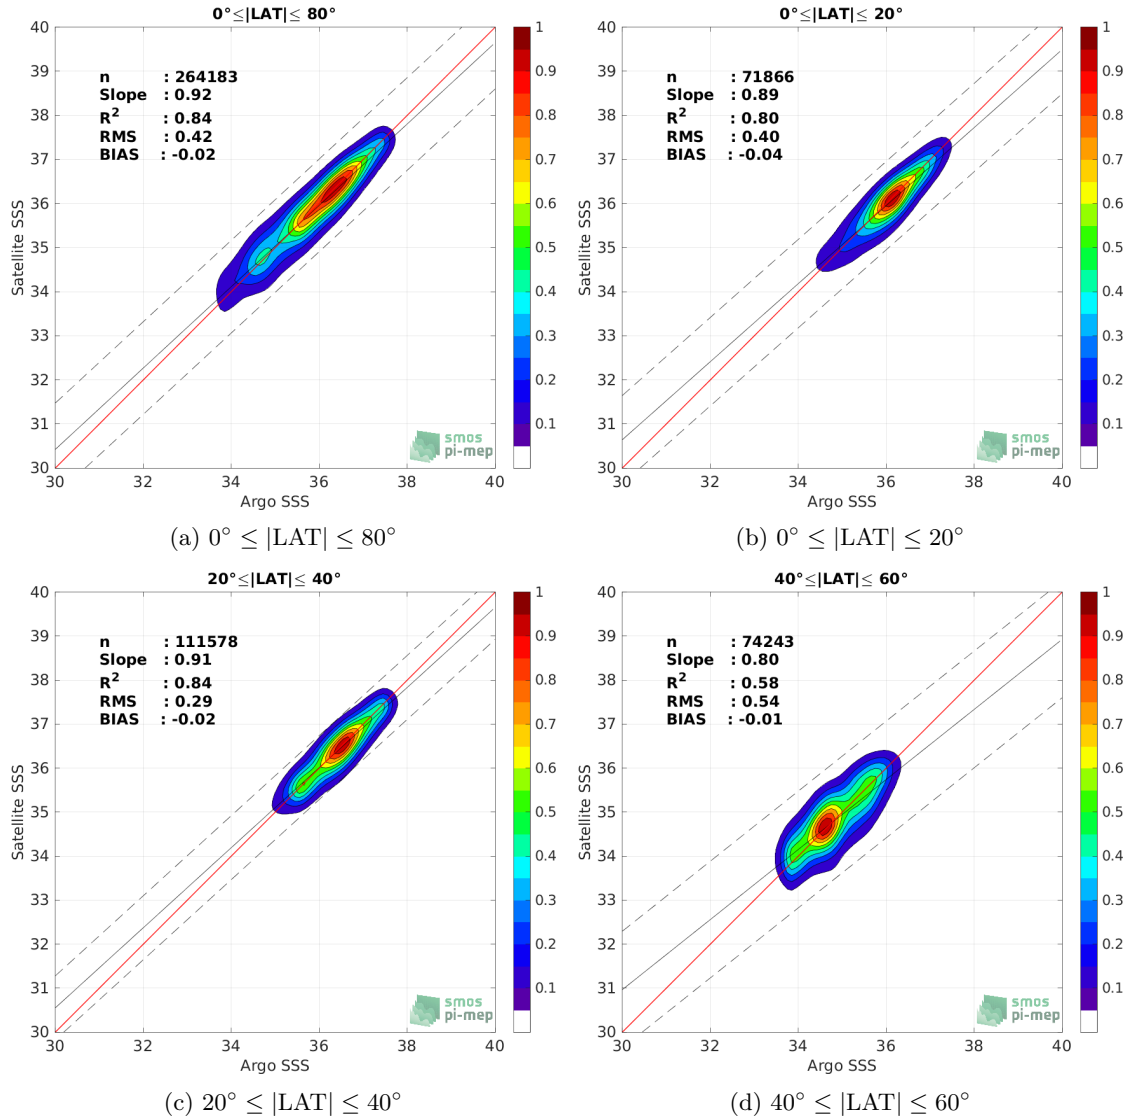 0°≤|LAT|≤ 80°
40
39
38
37
36
35
34
33
32
31
30
Satellite SSS
n : 264183
Slope : 0.92
R² : 0.84
RMS : 0.42
BIAS : -0.02
smos
pi-mep
30 32 34 36 38 40
Argo SSS
1
0.9
0.8
0.7
0.6
0.5
0.4
0.3
0.2
0.1
(a) 0° ≤ |LAT| ≤ 80°
0°≤|LAT|≤ 20°
40
39
38
37
36
35
34
33
32
31
30
Satellite SSS
n : 71866
Slope : 0.89
R² : 0.80
RMS : 0.40
BIAS : -0.04
smos
pi-mep
30 32 34 36 38 40
Argo SSS
1
0.9
0.8
0.7
0.6
0.5
0.4
0.3
0.2
0.1
(b) 0° ≤ |LAT| ≤ 20°
20°≤|LAT|≤ 40°
40
39
38
37
36
35
34
33
32
31
30
Satellite SSS
n : 111578
Slope : 0.91
R² : 0.84
RMS : 0.29
BIAS : -0.02
smos
pi-mep
30 32 34 36 38 40
Argo SSS
1
0.9
0.8
0.7
0.6
0.5
0.4
0.3
0.2
0.1
(c) 20° ≤ |LAT| ≤ 40°
40°≤|LAT|≤ 60°
40
39
38
37
36
35
34
33
32
31
30
Satellite SSS
n : 74243
Slope : 0.80
R² : 0.58
RMS : 0.54
BIAS : -0.01
smos
pi-mep
30 32 34 36 38 40
Argo SSS
1
0.9
0.8
0.7
0.6
0.5
0.4
0.3
0.2
0.1
(d) 40° ≤ |LAT| ≤ 60°